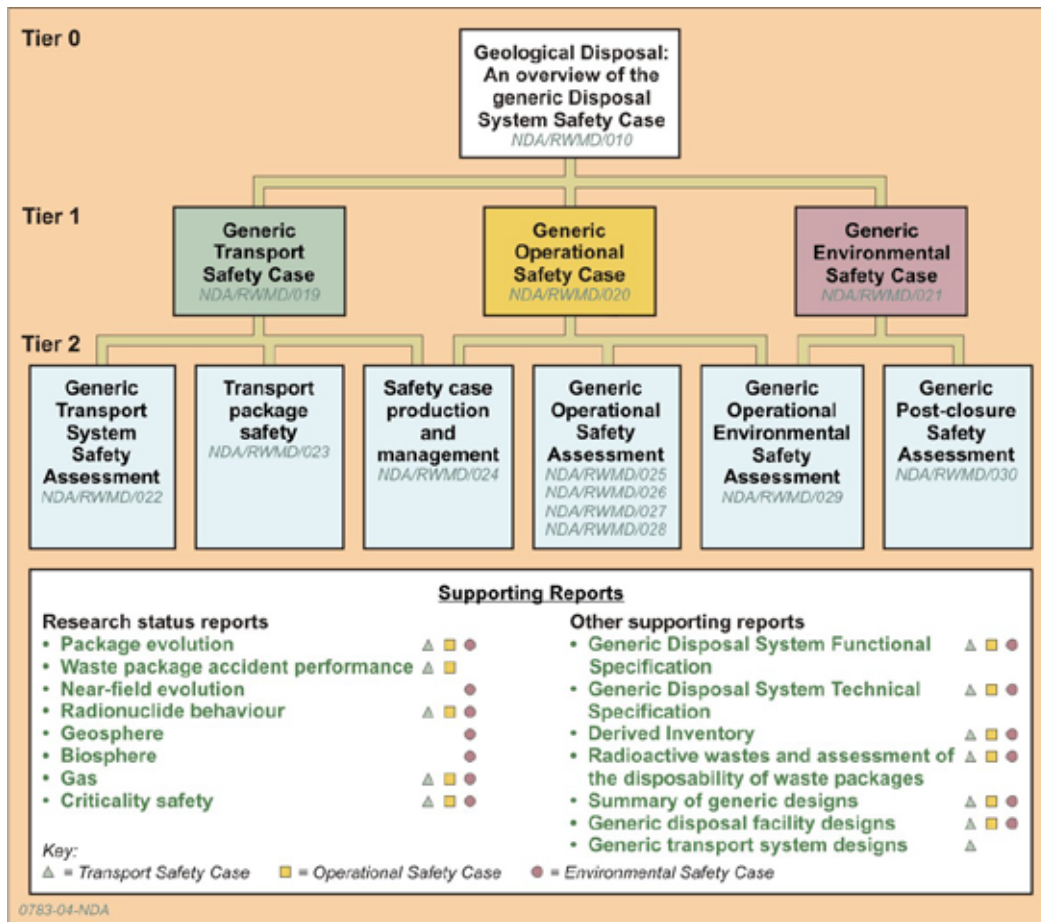 Tier 0
Geological Disposal:
An overview of the
generic Disposal
System Safety Case
NDA/RWMD/010
Tier 1
Generic
Transport
Safety Case
NDA/RWMD/019
Generic
Operational
Safety Case
NDA/RWMD/020
Generic
Environmental
Safety Case
NDA/RWMD/021
Tier 2
Generic
Transport
System
Safety
Assessment
NDA/RWMD/022
Transport
package
safety
NDA/RWMD/023
Safety case
production
and
management
NDA/RWMD/024
Generic
Operational
Safety
Assessment
NDA/RWMD/025
NDA/RWMD/026
NDA/RWMD/027
NDA/RWMD/028
Generic
Operational
Environmental
Safety
Assessment
NDA/RWMD/029
Generic
Post-closure
Safety
Assessment
NDA/RWMD/030
Supporting Reports
Research status reports
• Package evolution
• Waste package accident performance
• Near-field evolution
• Radionuclide behaviour
• Geosphere
• Biosphere
• Gas
• Criticality safety
Other supporting reports
• Generic Disposal System Functional
Specification
• Generic Disposal System Technical
Specification
• Derived Inventory
• Radioactive wastes and assessment of
the disposability of waste packages
• Summary of generic designs
• Generic disposal facility designs
• Generic transport system designs
Key:
= Transport Safety Case = Operational Safety Case = Environmental Safety Case
0783-04-NDA